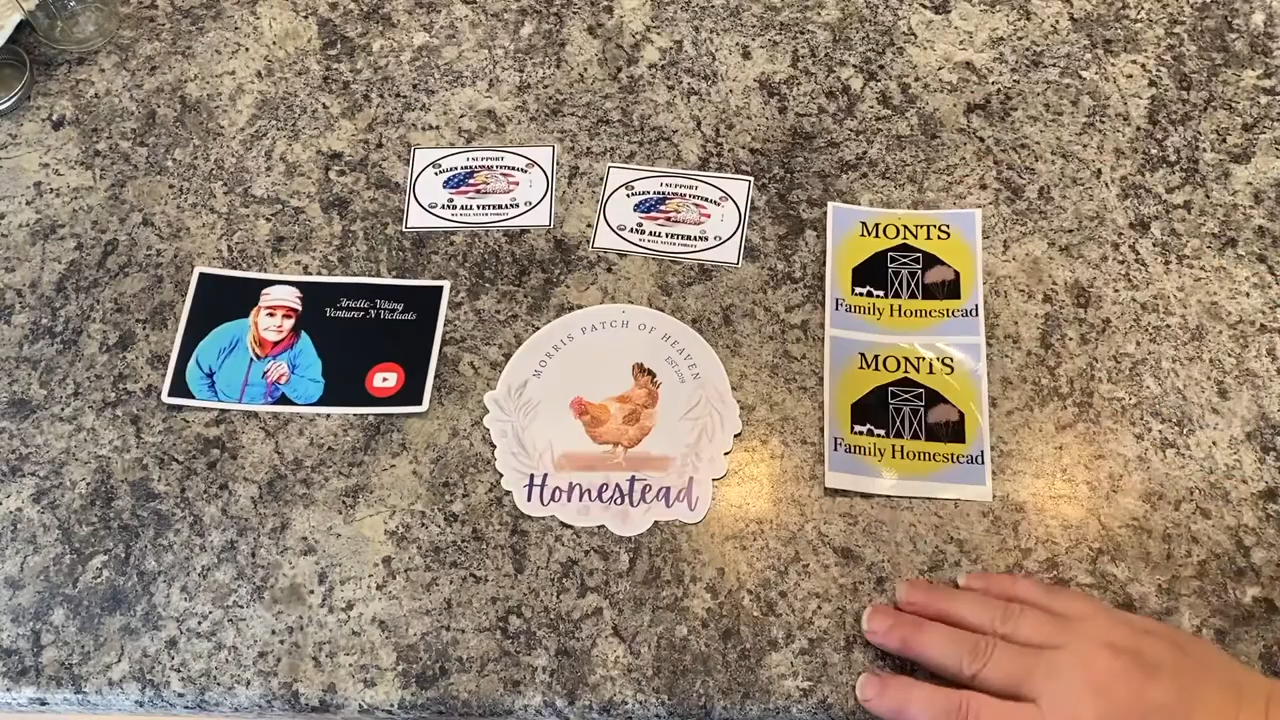 I SUPPORT
FALLEN ARKANSAS VETERANS
AND ALL VETERANS
WE WILL NEVER FORGET
I SUPPORT
FALLEN ARKANSAS VETERANS
AND ALL VETERANS
WE WILL NEVER FORGET
MONTS
Family Homestead
MONTS
Family Homestead
Arielle-Viking
Venturer N Victuals
MORRIS PATCH OF HEAVEN
EST.2019
Homestead